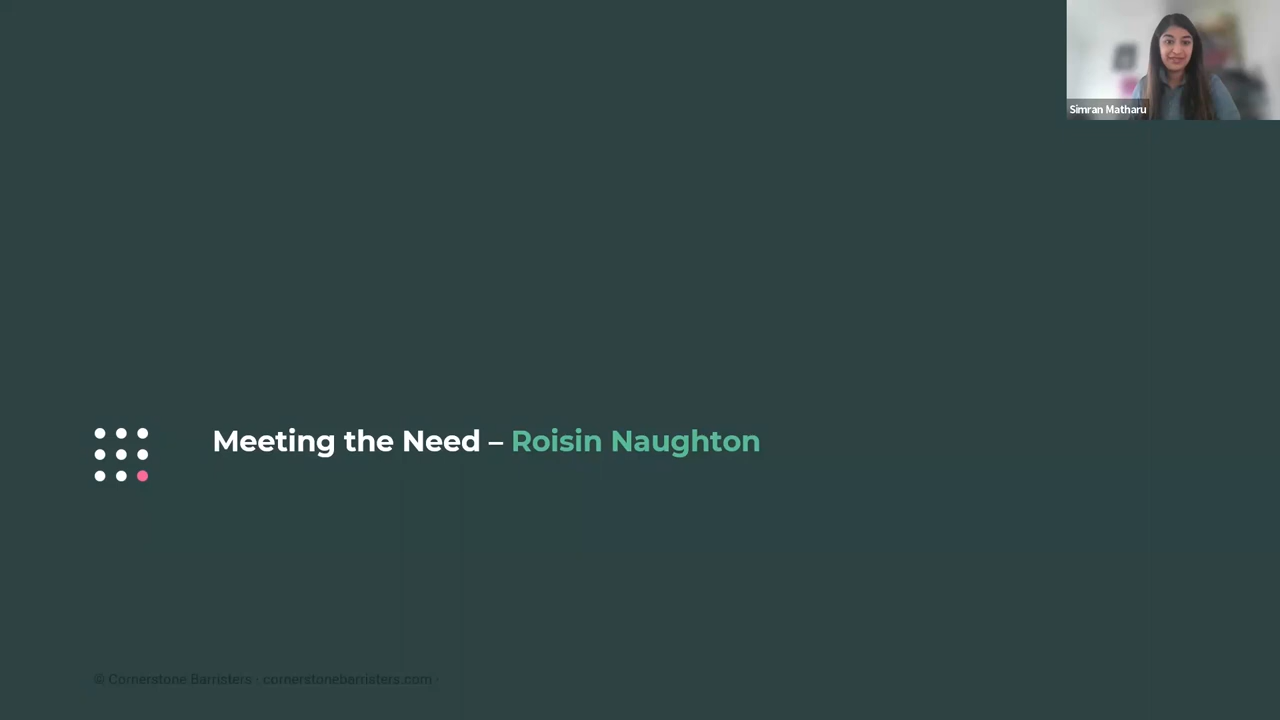 Simran Matharu
Meeting the Need – Roisin Naughton
© Cornerstone Barristers · cornerstonebarristers.com ·